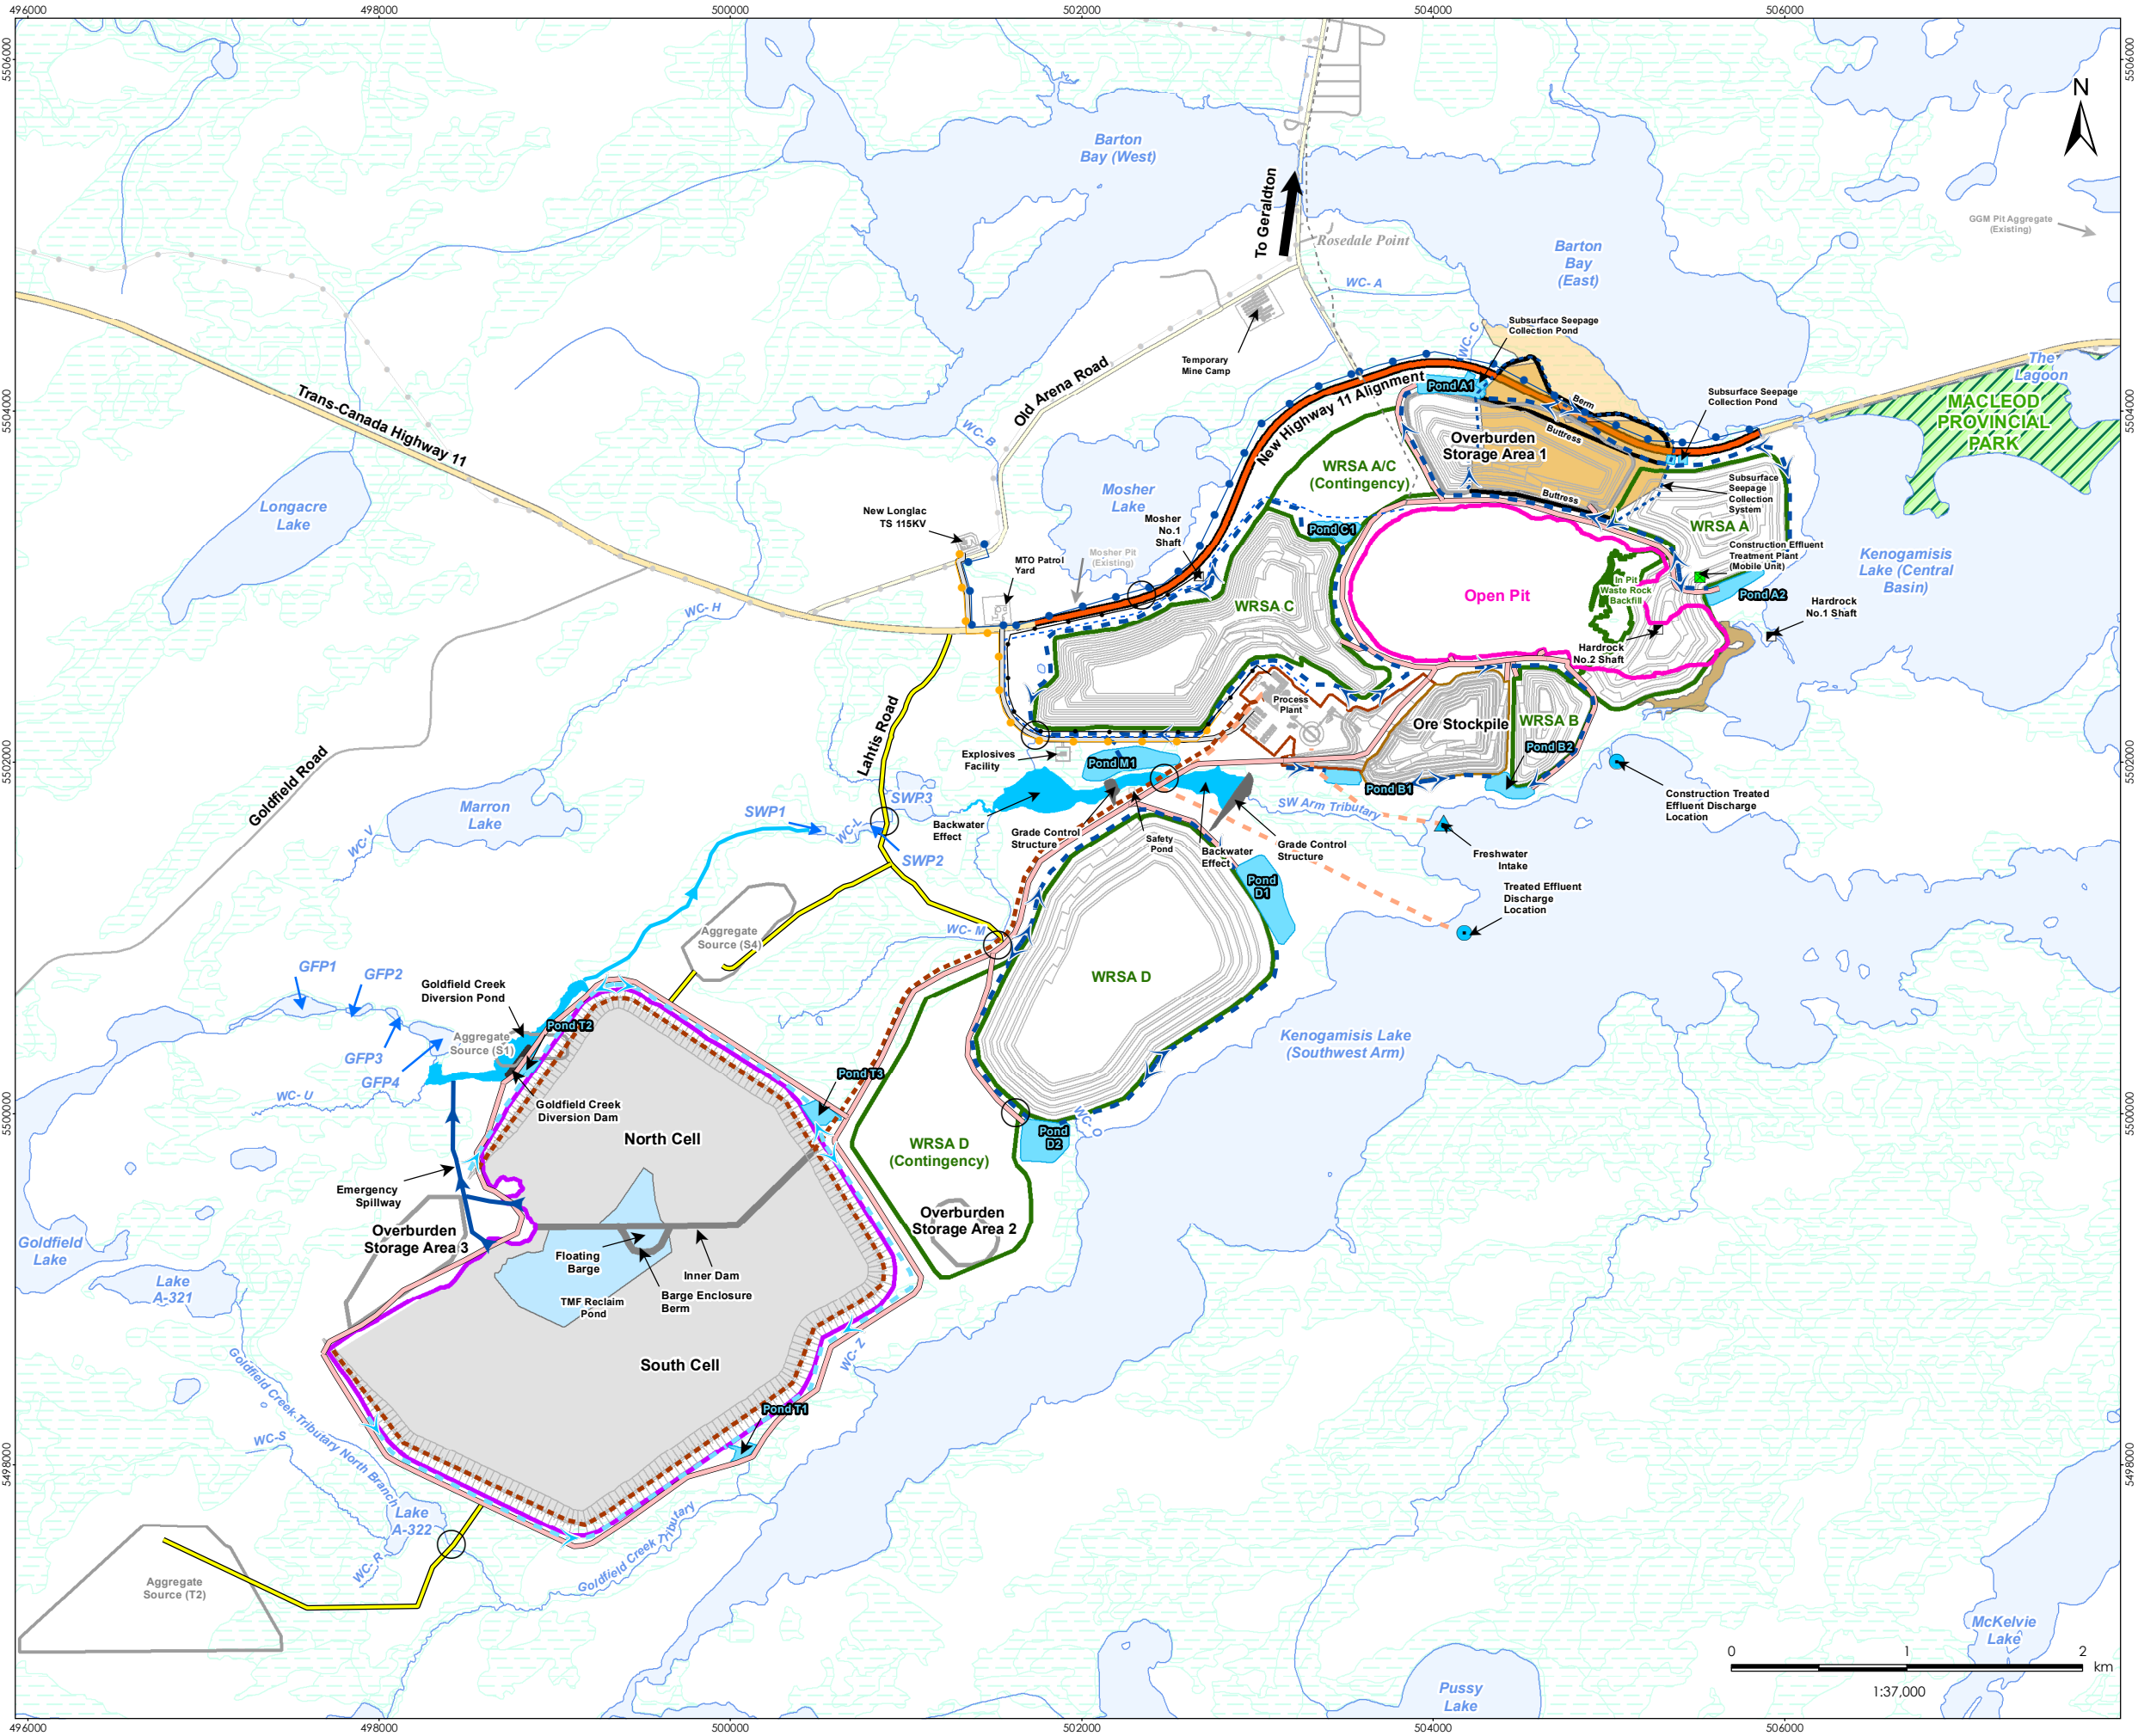 496000
498000
500000
502000
504000
506000
5506000
5506000
N
Barton
Bay (West)
To Geraldton
Rosedale Point
GGM Pit Aggregate
(Existing)
Barton
Bay
(East)
WC- A
Subsurface Seepage
Collection Pond
WC- C
The
Lagoon
Temporary
Mine Camp
Old Arena Road
Trans-Canada Highway 11
New Highway 11 Alignment
Pond A1
Berm
Buttress
Subsurface Seepage
Collection Pond
MACLEOD
PROVINCIAL
PARK
5504000
5504000
WC- B
Overburden
Storage Area 1
WRSA A/C
(Contingency)
Buttress
Subsurface
Seepage
Collection
System
Longacre
Lake
Mosher
Lake
New Longlac
TS 115KV
Mosher
No.1
Shaft
Pond C1
WRSA A
Construction Effluent
Treatment Plant
(Mobile Unit)
Kenogamisis
Lake (Central
Basin)
MTO Patrol
Yard
Mosher Pit
(Existing)
Open Pit
In Pit
Waste Rock
Backfill
Pond A2
Hardrock
No.1 Shaft
WC- H
WRSA C
Hardrock
No.2 Shaft
Process
Plant
Ore Stockpile
WRSA B
Lahtis Road
Goldfield Road
Explosives
Facility
Pond M1
Pond B2
Pond B1
5502000
5502000
Construction Treated
Effluent Discharge
Location
Marron
Lake
WC- V
SWP1
SWP3
WC-L
SWP2
Backwater
Effect
Grade Control
Structure
Safety
Pond
Backwater
Effect
Grade Control
Structure
SW Arm Tributary
Freshwater
Intake
Pond
D1
Treated Effluent
Discharge
Location
Aggregate
Source (S4)
WC- M
WRSA D
GFP1
GFP2
Goldfield Creek
Diversion Pond
Aggregate
Source (S1)
Pond T2
GFP3
GFP4
WC- U
Kenogamisis Lake
(Southwest Arm)
Pond T3
Goldfield Creek
Diversion Dam
North Cell
WRSA D
(Contingency)
Pond
D2
WC- O
5500000
5500000
Emergency
Spillway
Overburden
Storage Area 3
Overburden
Storage Area 2
Goldfield
Lake
Lake
A-321
Floating
Barge
Inner Dam
Barge Enclosure
Berm
TMF Reclaim
Pond
South Cell
WC- Z
Goldfield Creek Tributary North Branch
Pond T1
WC-S
5498000
5498000
Lake
A-322
WC- R
Goldfield Creek Tributary
Aggregate
Source (T2)
McKelvie
Lake
Pussy
Lake
0
1
2
km
1:37,000
496000
498000
500000
502000
504000
506000